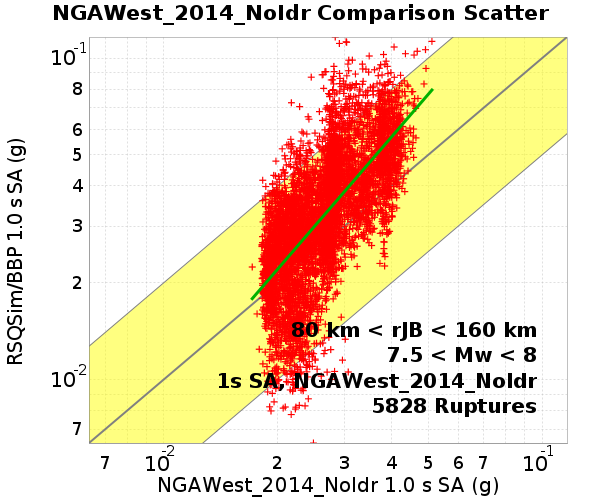 NGAWest_2014_NoIdr Comparison Scatter
RSQSim/BBP 1.0 s SA (g)
10-1
8
6
5
4
3
2
10-2
7
80 km < rJB < 160 km
7.5 < Mw < 8
1s SA, NGAWest_2014_NoIdr
5828 Ruptures
7 10-2 2 3 4 5 6 7 8 10-1
NGAWest_2014_NoIdr 1.0 s SA (g)